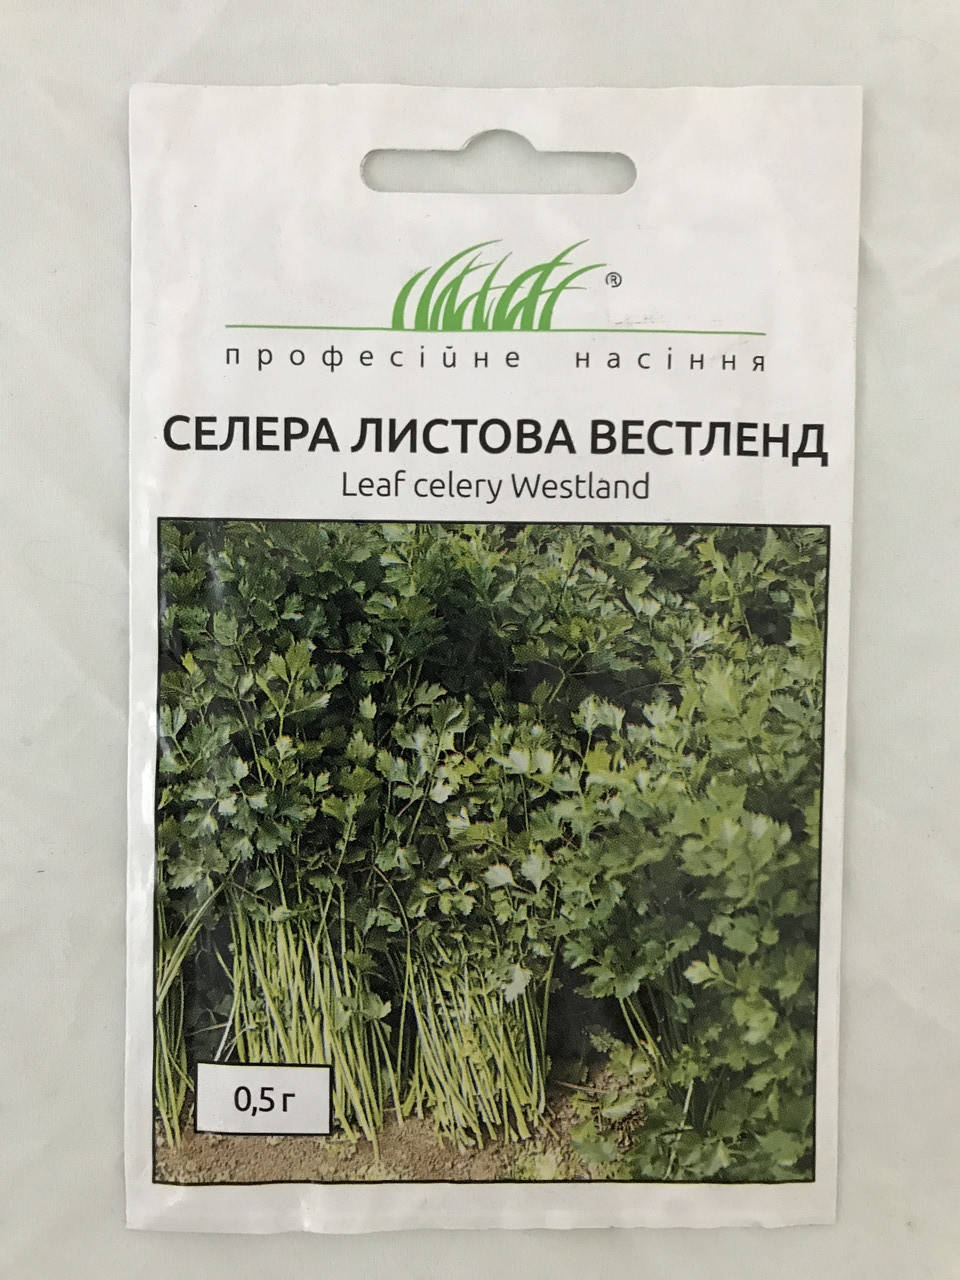 ®
професійне насіння
СЕЛЕРА ЛИСТОВА ВЕСТЛЕНД
Leaf celery Westland
0,5 г